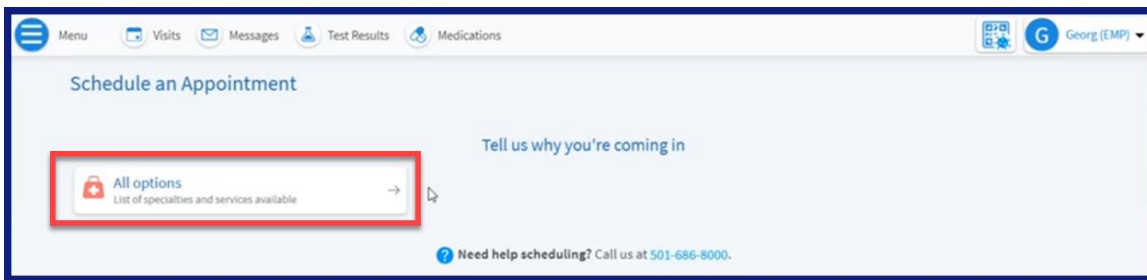 Menu Visits Messages Test Results Medications G Georg (EMP)
Schedule an Appointment
Tell us why you're coming in
All options
List of specialties and services available
Need help scheduling? Call us at 501-686-8000.